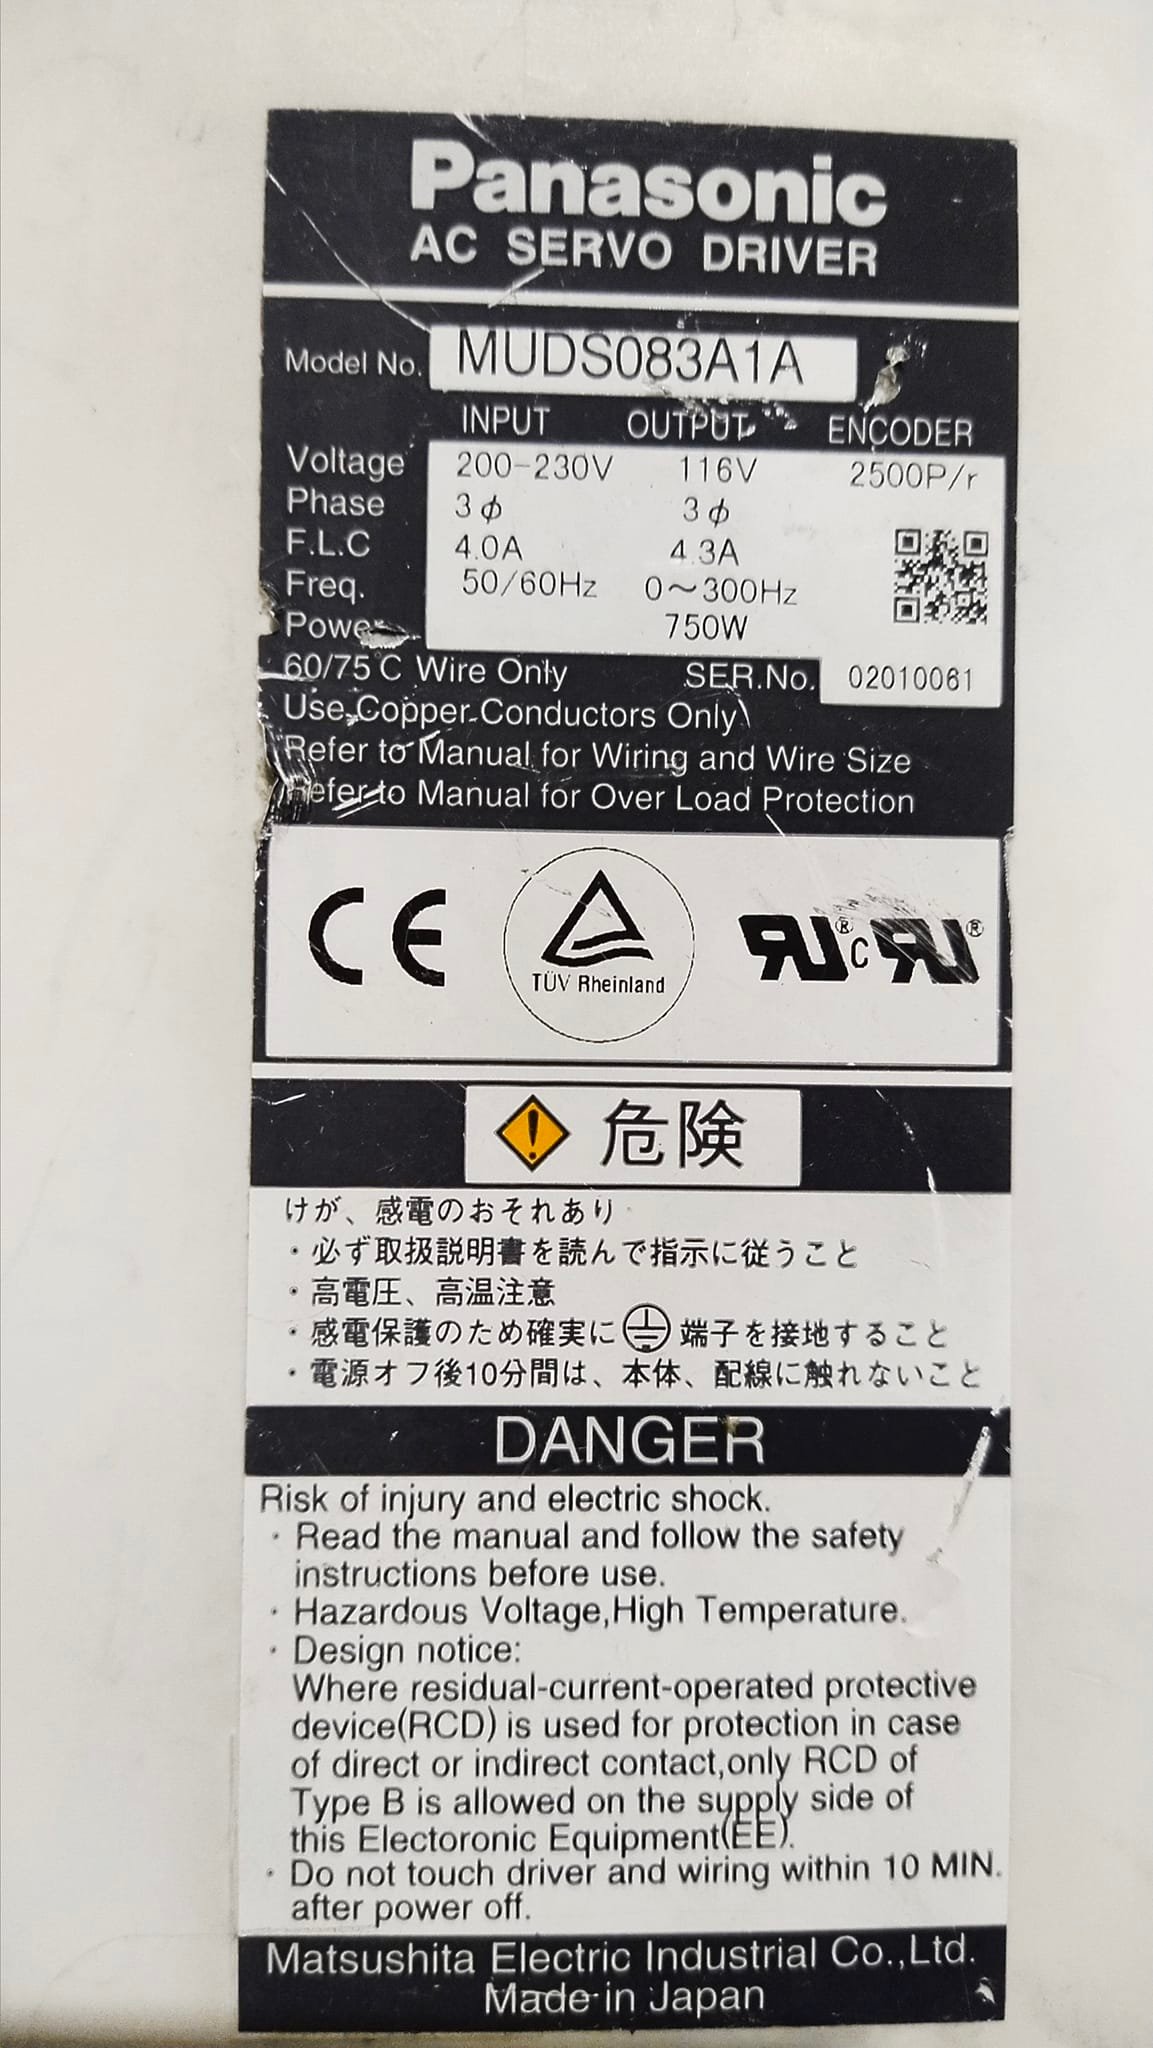 Panasonic
AC SERVO DRIVER
Model No. MUDS083A1A
INPUT OUTPUT ENCODER
Voltage 200-230V 116V 2500P/r
Phase 3ϕ 3ϕ
F.L.C 4.0A 4.3A
Freq. 50/60Hz 0～300Hz
Power 750W
60/75°C Wire Only SER.No. 02010061
Use Copper Conductors Only
Refer to Manual for Wiring and Wire Size
Refer to Manual for Over Load Protection
CE
TÜV Rheinland
RU® c RU®
危険
けが、感電のおそれあり
・必ず取扱説明書を読んで指示に従うこと
・高電圧、高温注意
・感電保護のため確実に 端子を接地すること
・電源オフ後10分間は、本体、配線に触れないこと
DANGER
Risk of injury and electric shock.
・Read the manual and follow the safety
instructions before use.
・Hazardous Voltage,High Temperature.
・Design notice:
Where residual-current-operated protective
device(RCD) is used for protection in case
of direct or indirect contact,only RCD of
Type B is allowed on the supply side of
this Electoronic Equipment(EE).
・Do not touch driver and wiring within 10 MIN.
after power off.
Matsushita Electric Industrial Co.,Ltd.
Made in Japan